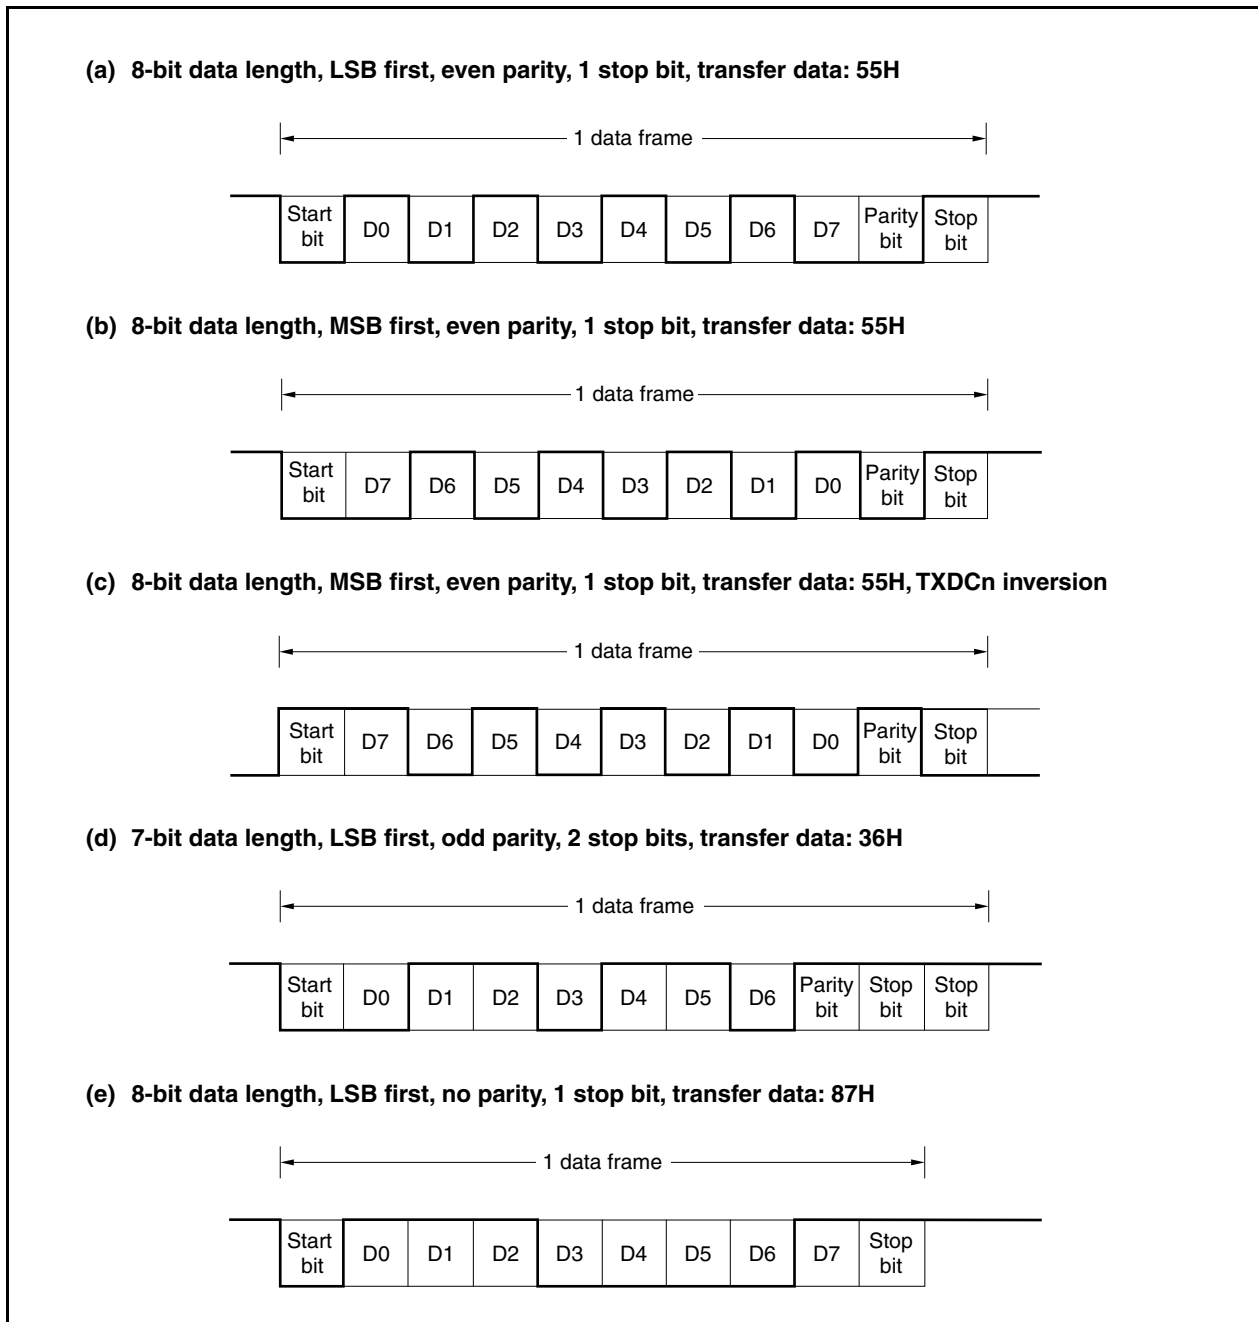 (a) 8-bit data length, LSB first, even parity, 1 stop bit, transfer data: 55H
1 data frame
Start bit D0 D1 D2 D3 D4 D5 D6 D7 Parity bit Stop bit
(b) 8-bit data length, MSB first, even parity, 1 stop bit, transfer data: 55H
1 data frame
Start bit D7 D6 D5 D4 D3 D2 D1 D0 Parity bit Stop bit
(c) 8-bit data length, MSB first, even parity, 1 stop bit, transfer data: 55H, TXDCn inversion
1 data frame
Start bit D7 D6 D5 D4 D3 D2 D1 D0 Parity bit Stop bit
(d) 7-bit data length, LSB first, odd parity, 2 stop bits, transfer data: 36H
1 data frame
Start bit D0 D1 D2 D3 D4 D5 D6 Parity bit Stop bit Stop bit
(e) 8-bit data length, LSB first, no parity, 1 stop bit, transfer data: 87H
1 data frame
Start bit D0 D1 D2 D3 D4 D5 D6 D7 Stop bit